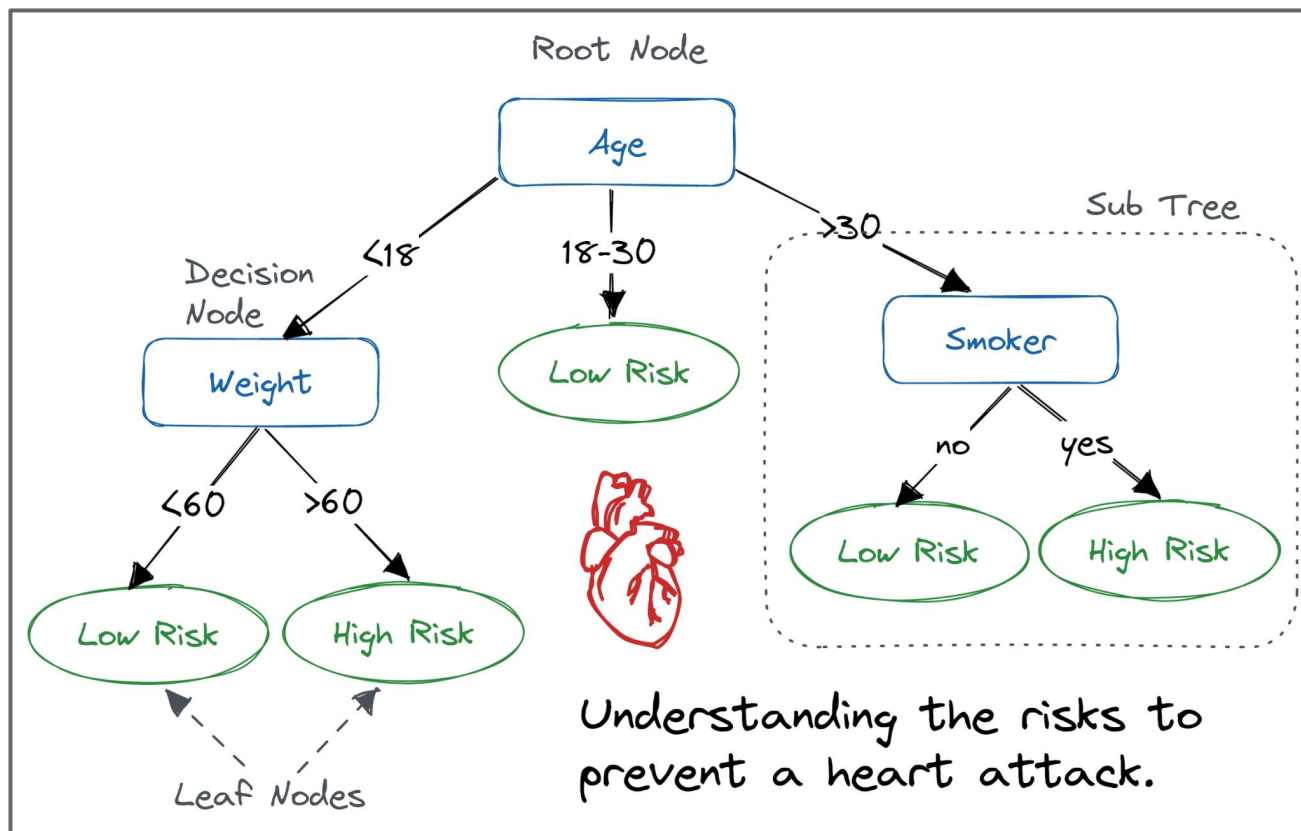 Root Node
Age
Sub Tree
<18
18-30
>30
Decision
Node
Weight
Low Risk
Smoker
<60
>60
no
yes
Low Risk
High Risk
Low Risk
High Risk
Leaf Nodes
Understanding the risks to
prevent a heart attack.